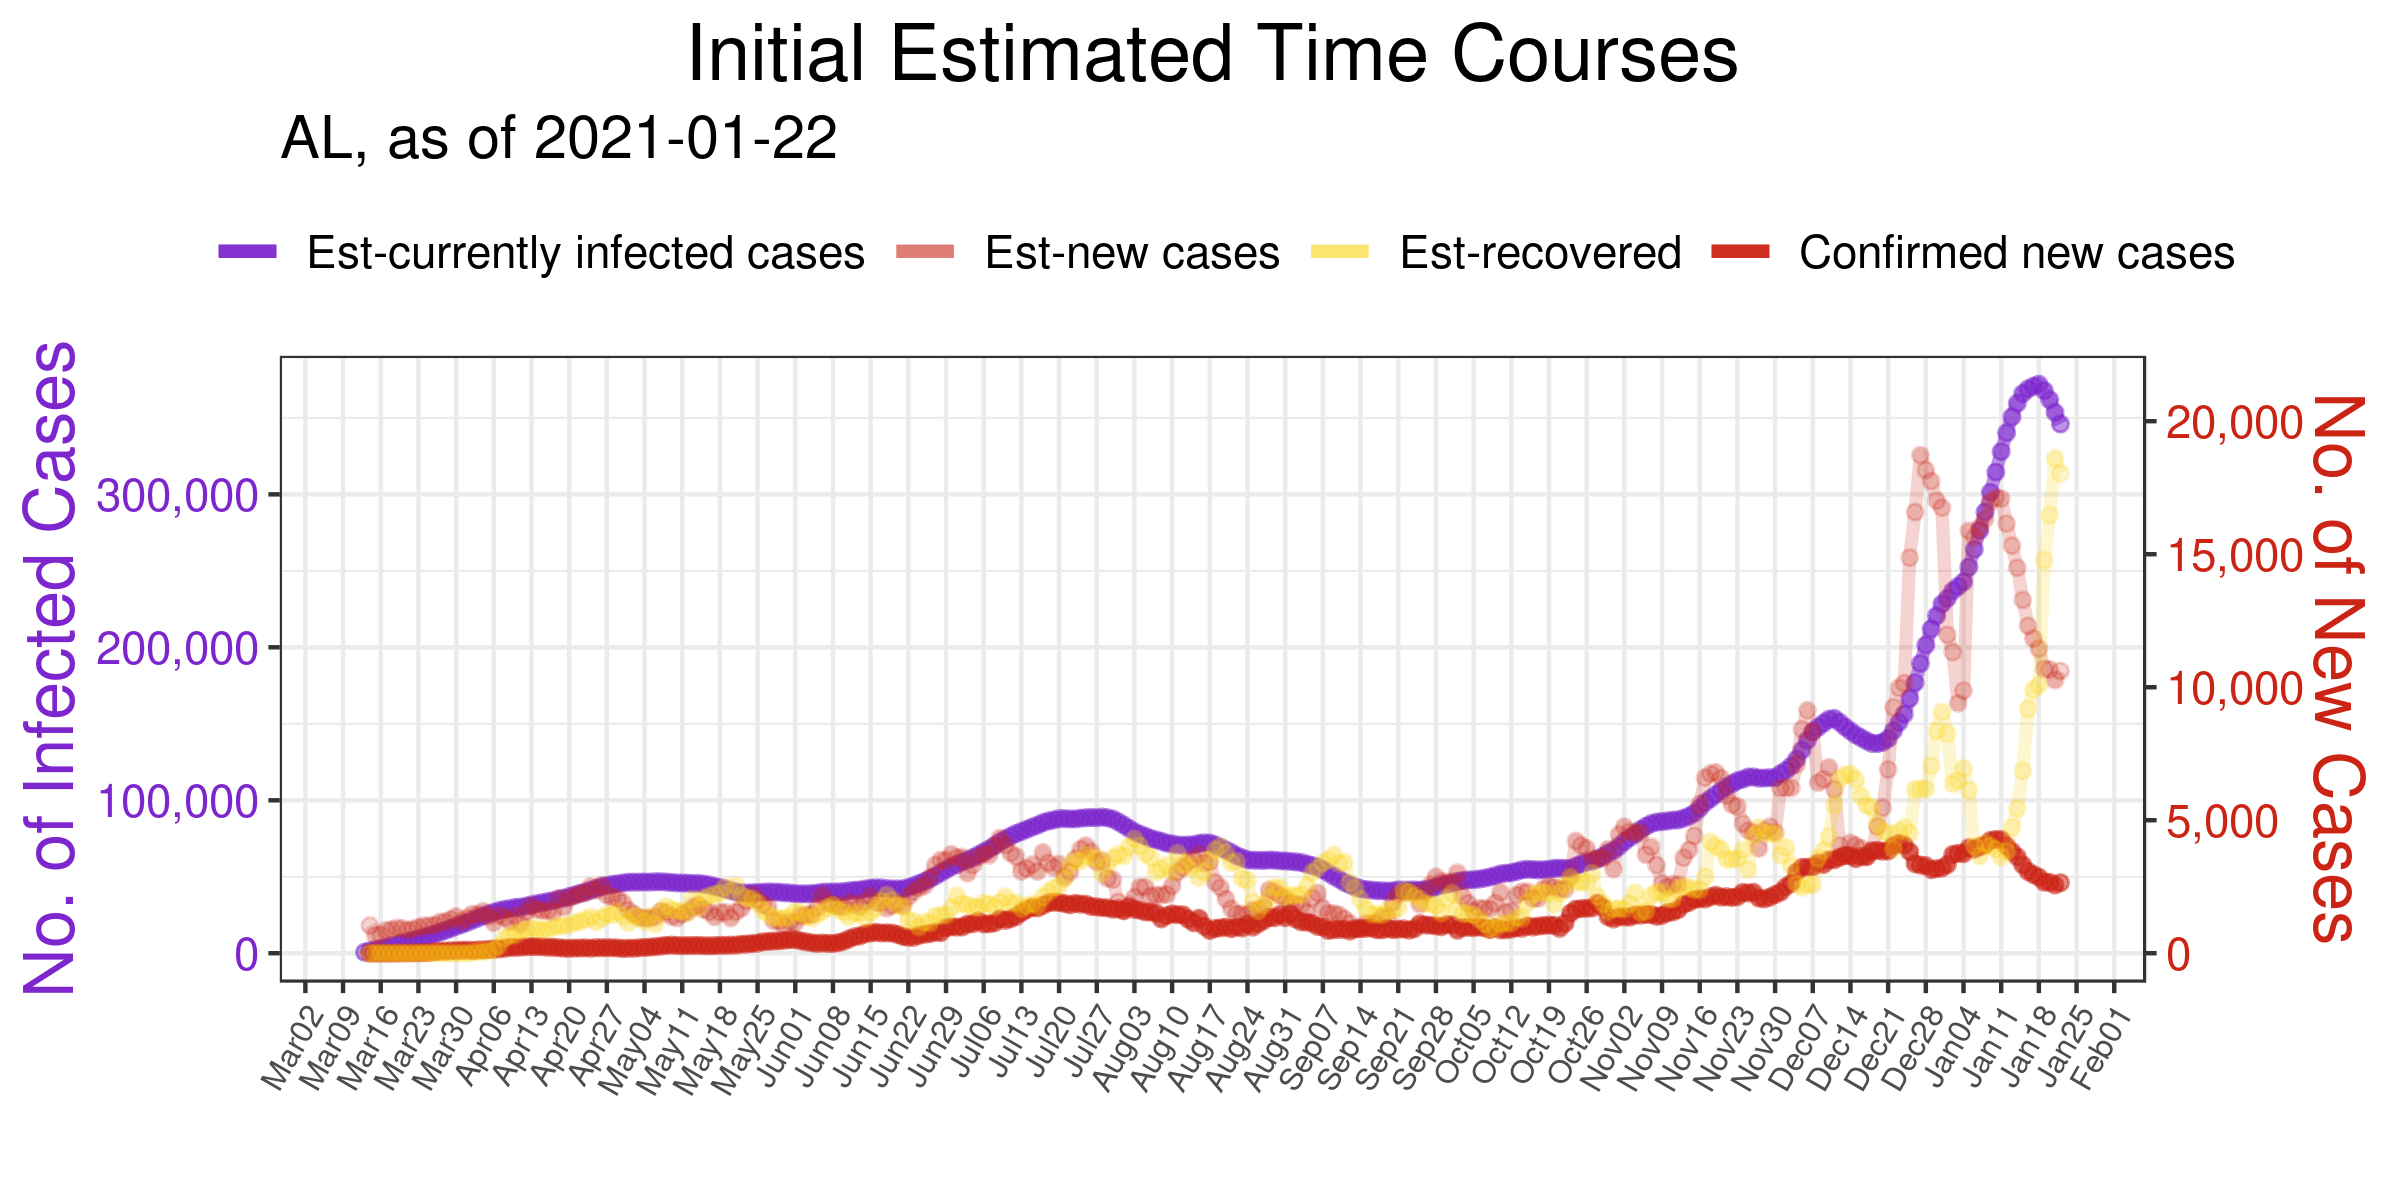 Initial Estimated Time Courses
AL, as of 2021-01-22
Est-currently infected cases
Est-new cases
Est-recovered
Confirmed new cases
No. of Infected Cases
300,000
200,000
100,000
0
20,000
15,000
10,000
5,000
0
No. of New Cases
Mar02
Mar09
Mar16
Mar23
Mar30
Apr06
Apr13
Apr20
Apr27
May04
May11
May18
May25
Jun01
Jun08
Jun15
Jun22
Jun29
Jul06
Jul13
Jul20
Jul27
Aug03
Aug10
Aug17
Aug24
Aug31
Sep07
Sep14
Sep21
Sep28
Oct05
Oct12
Oct19
Oct26
Nov02
Nov09
Nov16
Nov23
Nov30
Dec07
Dec14
Dec21
Dec28
Jan04
Jan11
Jan18
Jan25
Feb01